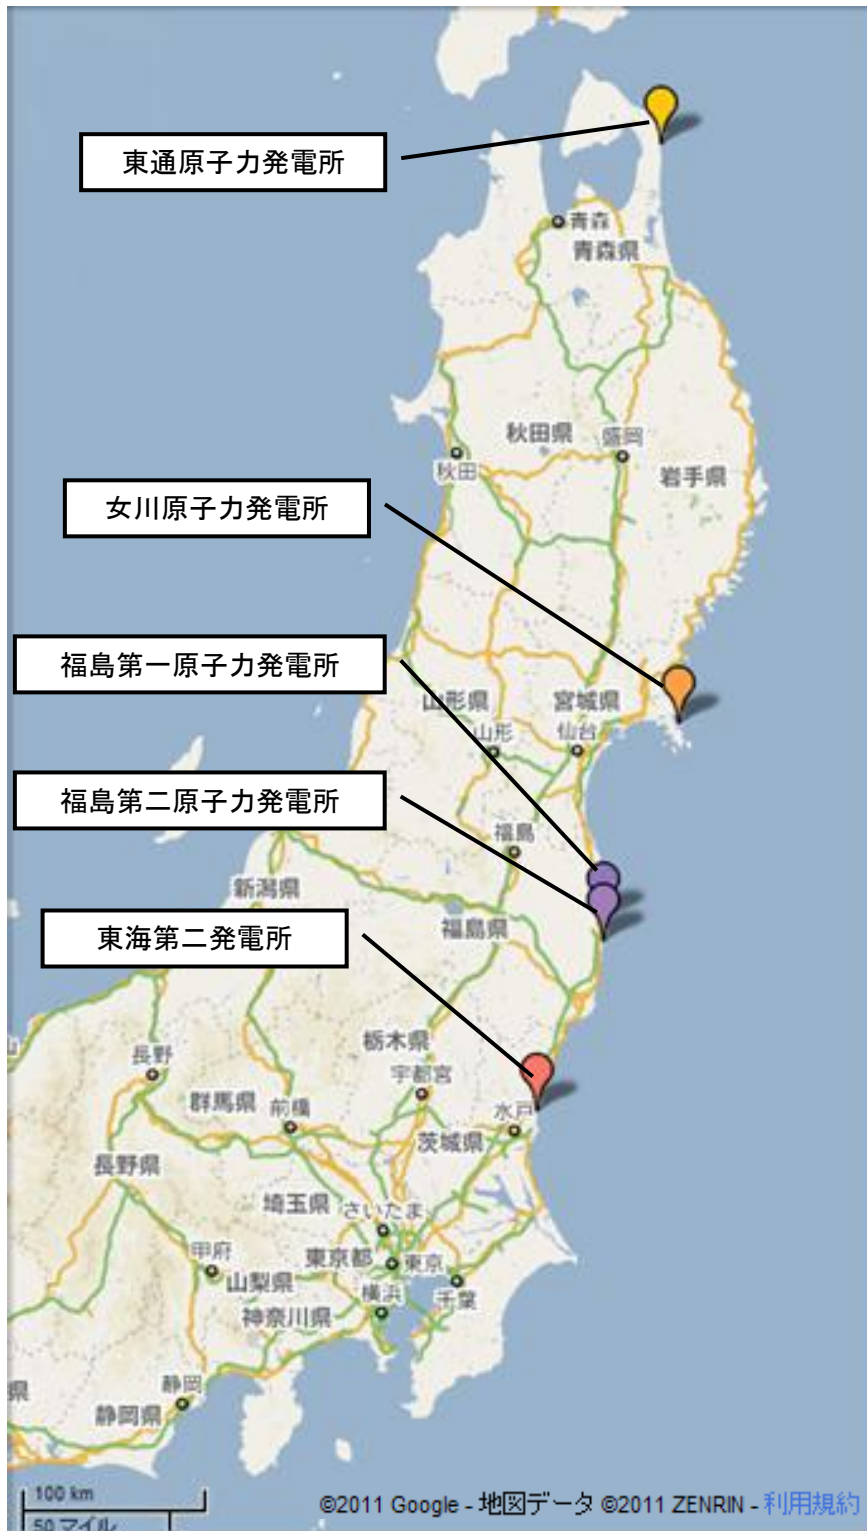 東通原子力発電所
青森
青森県
秋田県
盛岡
秋田
岩手県
女川原子力発電所
福島第一原子力発電所
山形県
宮城県
山形
仙台
福島第二原子力発電所
福島
新潟県
福島県
東海第二発電所
栃木県
長野
宇都宮
群馬県
前橋
水戸
茨城県
長野県
埼玉県
さいたま
甲府
東京都
東京
山梨県
横浜
千葉
神奈川県
静岡
県
静岡県
100 km
50 マイル
©2011 Google - 地図データ ©2011 ZENRIN - 利用規約